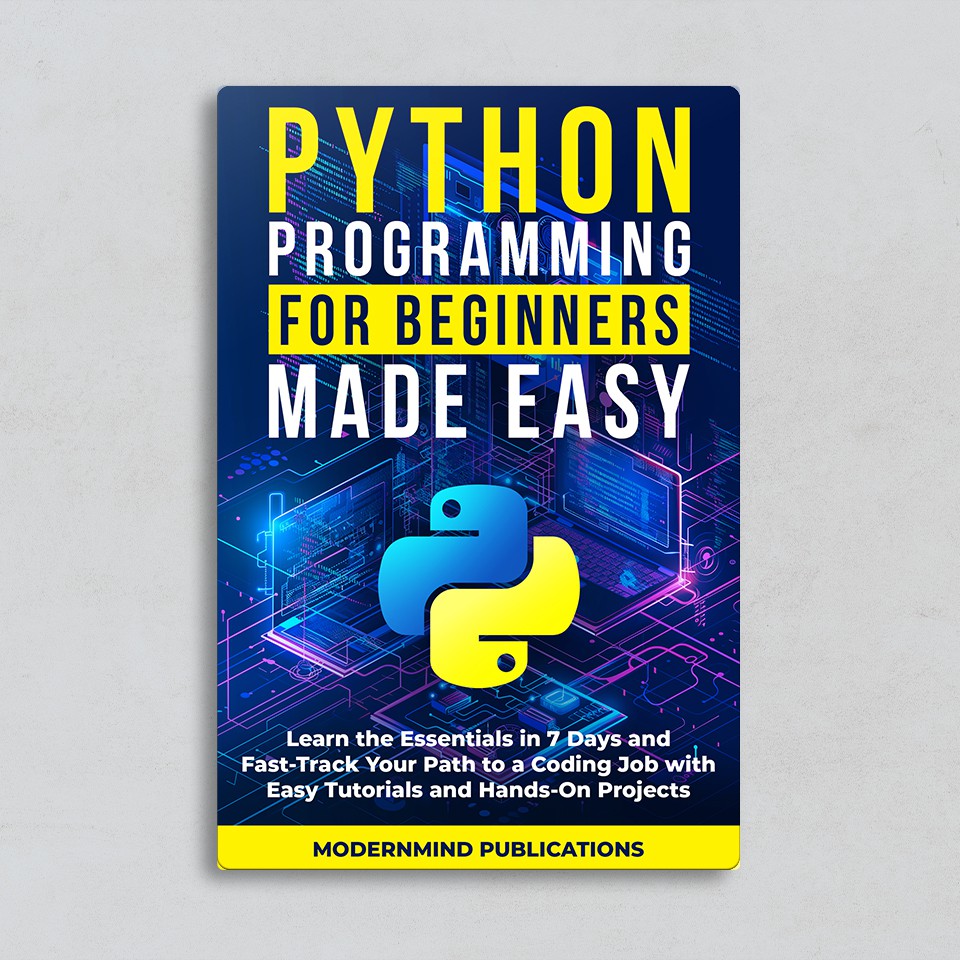 PYTHON
PROGRAMMING
FOR BEGINNERS
MADE EASY
Learn the Essentials in 7 Days and
Fast-Track Your Path to a Coding Job with
Easy Tutorials and Hands-On Projects
MODERNMIND PUBLICATIONS